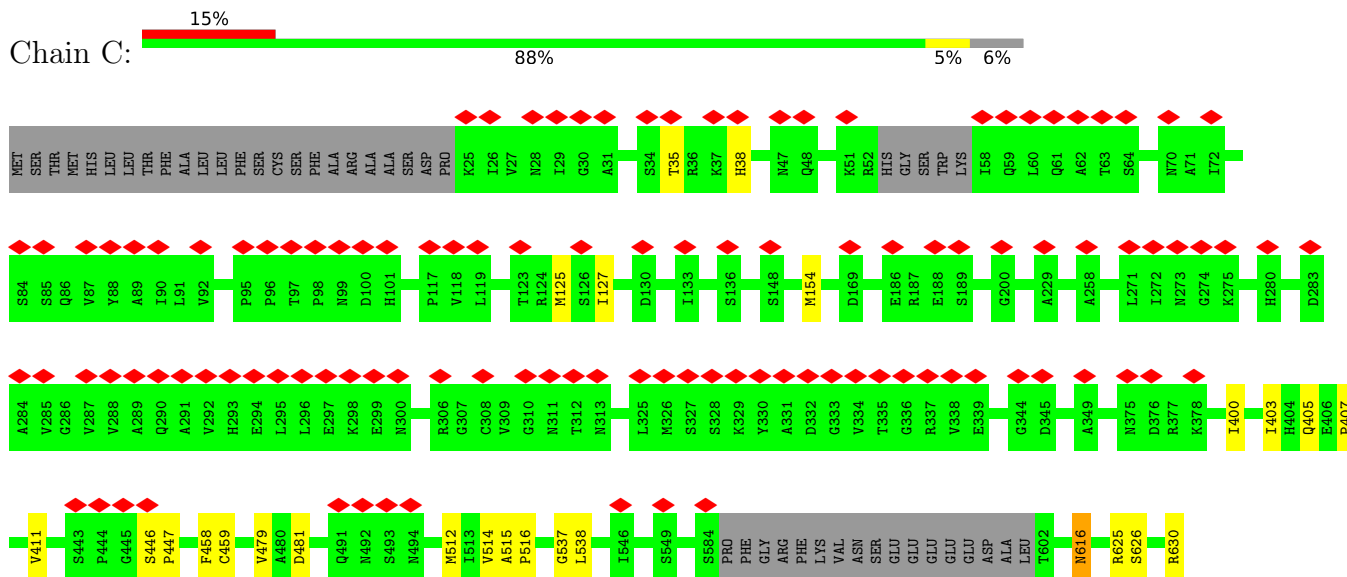 15%
Chain C:
88% 5% 6%
MET SER THR MET HIS LEU LEU THR PHE ALA LEU LEU PHE SER CYS SER PHE ALA ARG ALA ALA SER ASP PRO K25 I26 V27 N28 I29 G30 A31 S34 T35 R36 K37 H38 N47 Q48 K51 R52 HIS GLY SER TRP LYS I58 Q59 L60 Q61 A62 T63 S64 N70 A71 I72
S84 S85 Q86 V87 Y88 A89 I90 L91 V92 P95 P96 T97 P98 N99 D100 H101 P117 V118 L119 T123 R124 M125 S126 I127 D130 I133 S136 S148 M154 D169 E186 R187 E188 S189 G200 A229 A258 L271 I272 N273 G274 K275 H280 D283
A284 V285 G286 V287 V288 A289 Q290 A291 V292 H293 E294 L295 L296 E297 K298 E299 N300 R306 G307 C308 V309 G310 N311 T312 N313 L325 M326 S327 S328 K329 Y330 A331 D332 G333 V334 T335 G336 R337 V338 E339 G344 D345 A349 N375 D376 R377 K378 I400 I403 H404 Q405 E406 P407
V411 S443 P444 G445 S446 P447 F458 C459 V479 A480 D481 Q491 N492 S493 N494 M512 I513 V514 A515 P516 G537 L538 I546 S549 S584 PRO PHE GLY ARG PHE LYS VAL ASN SER GLU GLU GLU GLU GLU ASP ALA LEU T602 N616 R625 S626 R630